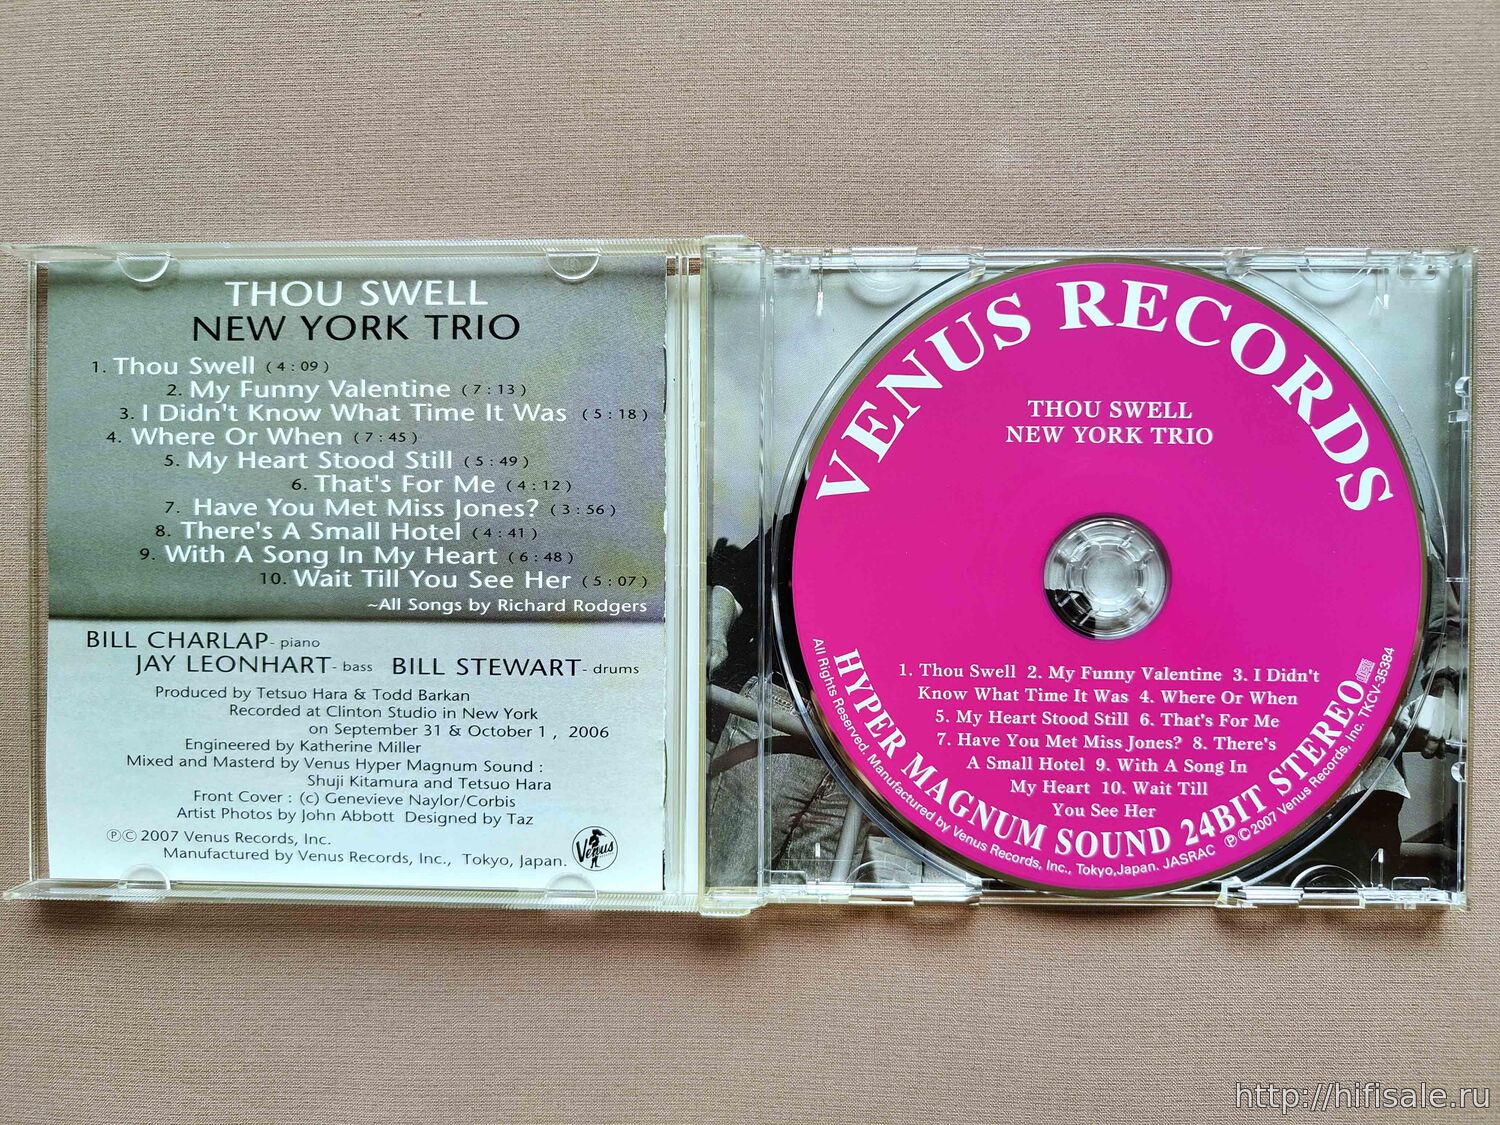 THOU SWELL
NEW YORK TRIO
1. Thou Swell (4:09)
2. My Funny Valentine (7:13)
3. I Didn't Know What Time It Was (5:18)
4. Where Or When (7:45)
5. My Heart Stood Still (5:49)
6. That's For Me (4:12)
7. Have You Met Miss Jones? (3:56)
8. There's A Small Hotel (4:41)
9. With A Song In My Heart (6:48)
10. Wait Till You See Her (5:07)
~All Songs by Richard Rodgers
BILL CHARLAP- piano
JAY LEONHART- bass BILL STEWART- drums
Produced by Tetsuo Hara & Todd Barkan
Recorded at Clinton Studio in New York
on September 31 & October 1, 2006
Engineered by Katherine Miller
Mixed and Masterd by Venus Hyper Magnum Sound :
Shuji Kitamura and Tetsuo Hara
Front Cover : (c) Genevieve Naylor/Corbis
Artist Photos by John Abbott Designed by Taz
℗©2007 Venus Records, Inc.
Manufactured by Venus Records, Inc., Tokyo, Japan.
Venus
VENUS RECORDS
THOU SWELL
NEW YORK TRIO
1. Thou Swell 2. My Funny Valentine 3. I Didn't
Know What Time It Was 4. Where Or When
5. My Heart Stood Still 6. That's For Me
7. Have You Met Miss Jones? 8. There's
A Small Hotel 9. With A Song In
My Heart 10. Wait Till
You See Her
HYPER MAGNUM SOUND 24BIT STEREO
All Rights Reserved. Manufactured by Venus Records, Inc., Tokyo,Japan. JASRAC ℗©2007 Venus Records, Inc. TKCV-35384
http://hifisale.ru